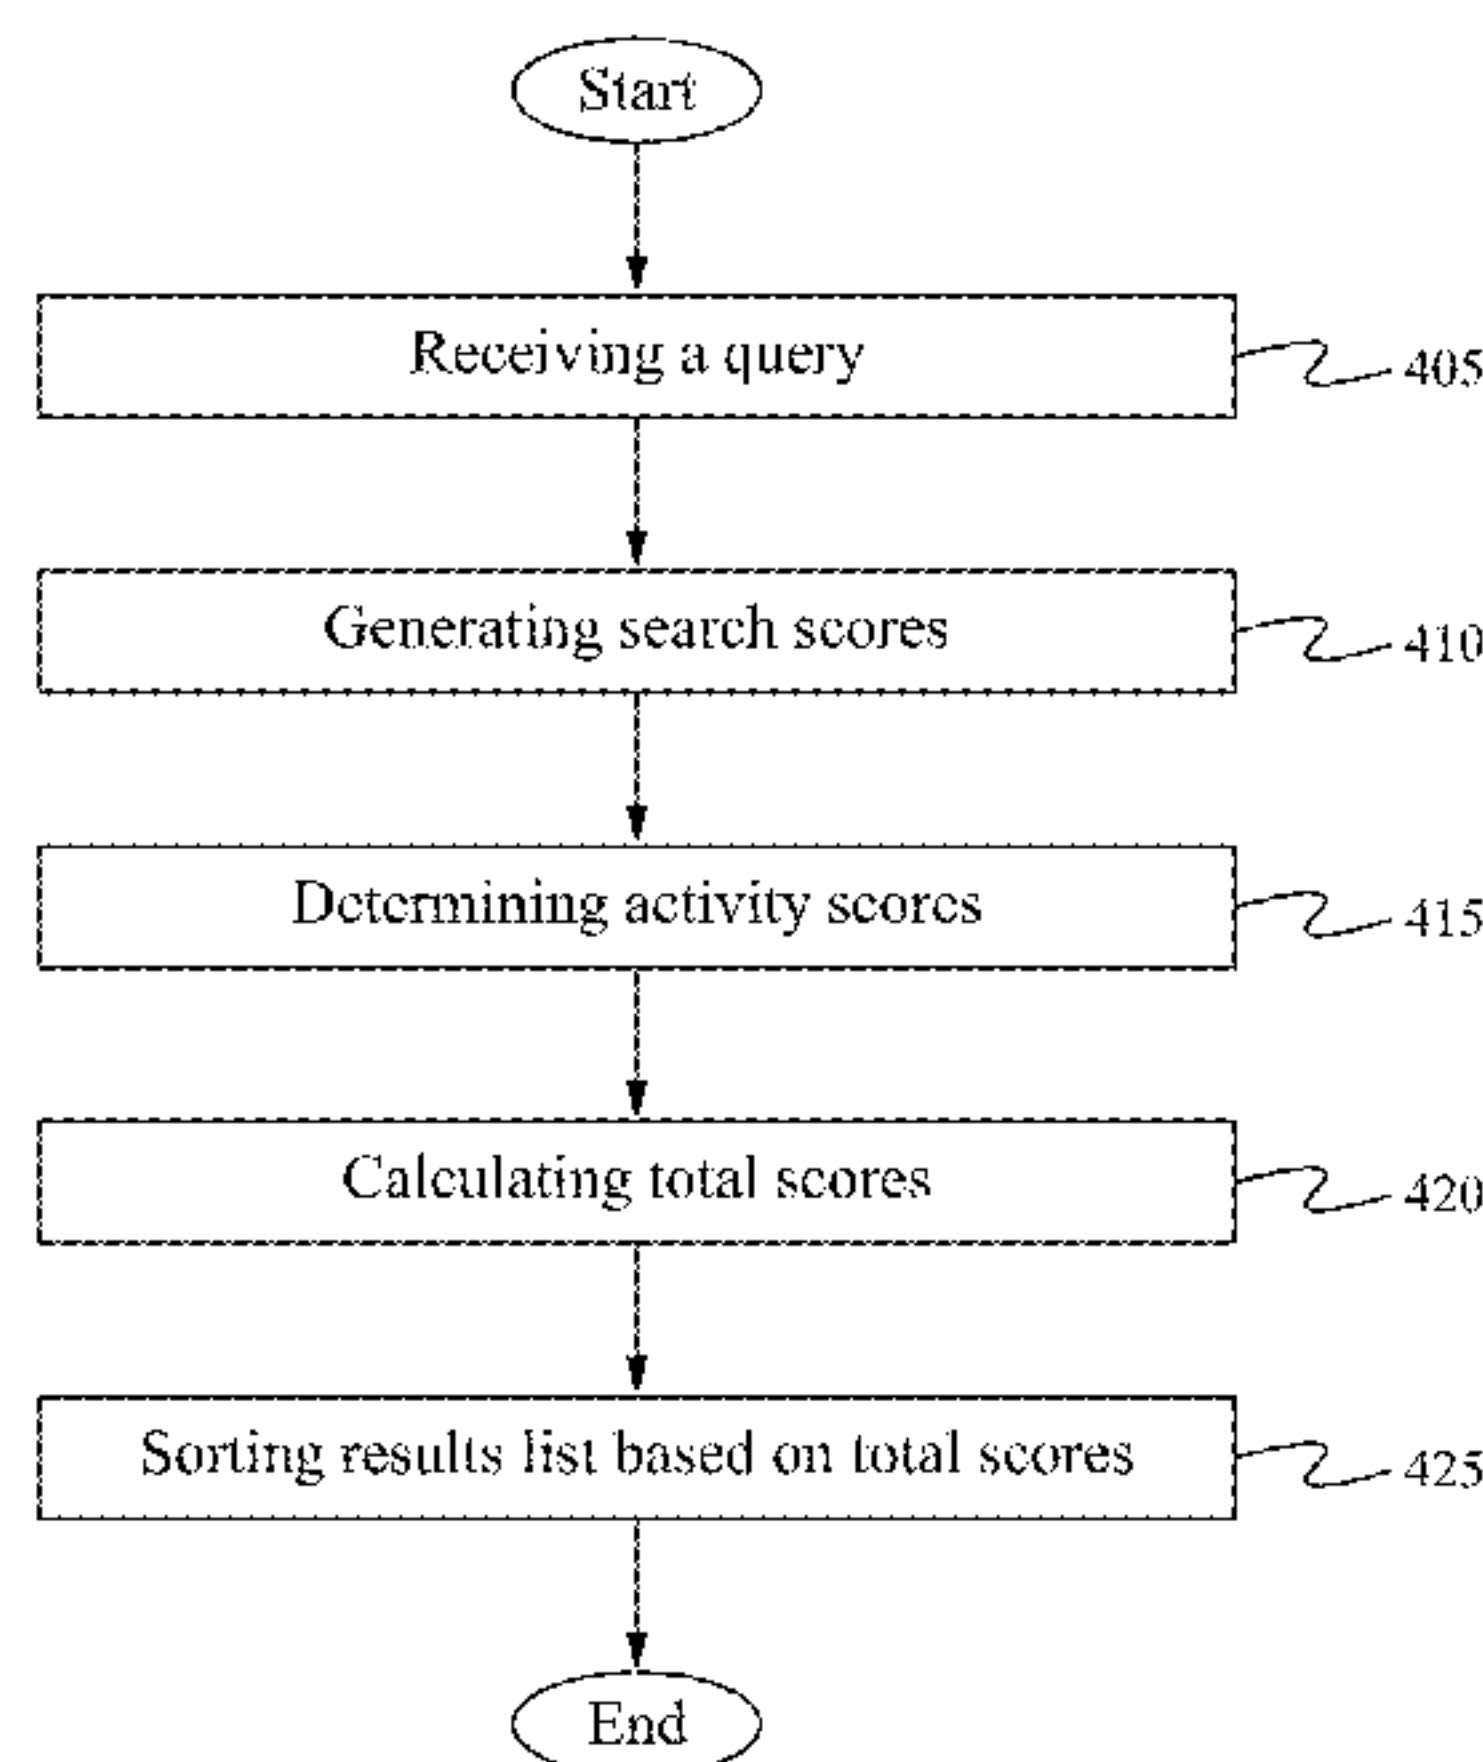 Start
Receiving a query
405
Generating search scores
410
Determining activity scores
415
Calculating total scores
420
Sorting results list based on total scores
425
End